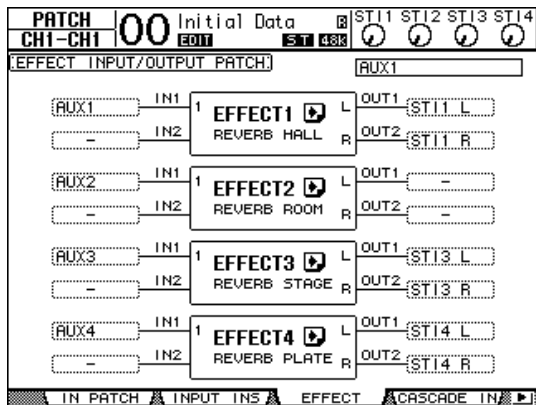 PATCH
CH1-CH1
00
Initial Data
EDIT
ST 48K
STI1 STI2 STI3 STI4
EFFECT INPUT/OUTPUT PATCH
AUX1
AUX1 IN1 1 EFFECT1 L OUT1 STI1 L
- IN2 REVERB HALL R OUT2 STI1 R
AUX2 IN1 1 EFFECT2 L OUT1 -
- IN2 REVERB ROOM R OUT2 -
AUX3 IN1 1 EFFECT3 L OUT1 STI3 L
- IN2 REVERB STAGE R OUT2 STI3 R
AUX4 IN1 1 EFFECT4 L OUT1 STI4 L
- IN2 REVERB PLATE R OUT2 STI4 R
IN PATCH INPUT INS EFFECT CASCADE IN